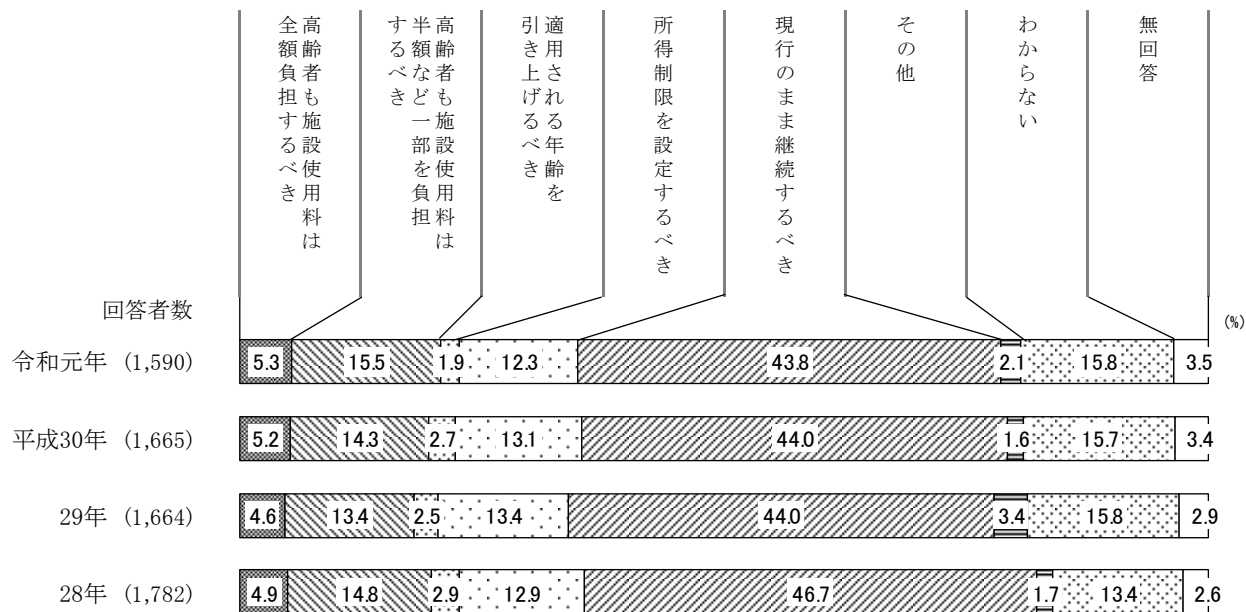 高齢者も施設使用料は
全額負担するべき
高齢者も施設使用料は
半額など一部を負担
するべき
適用される年齢を
引き上げるべき
所得制限を設定するべき
現行のまま継続するべき
その他
わからない
無回答
回答者数
(%)
令和元年 (1,590) 5.3 15.5 1.9 12.3 43.8 2.1 15.8 3.5
平成30年 (1,665) 5.2 14.3 2.7 13.1 44.0 1.6 15.7 3.4
29年 (1,664) 4.6 13.4 2.5 13.4 44.0 3.4 15.8 2.9
28年 (1,782) 4.9 14.8 2.9 12.9 46.7 1.7 13.4 2.6